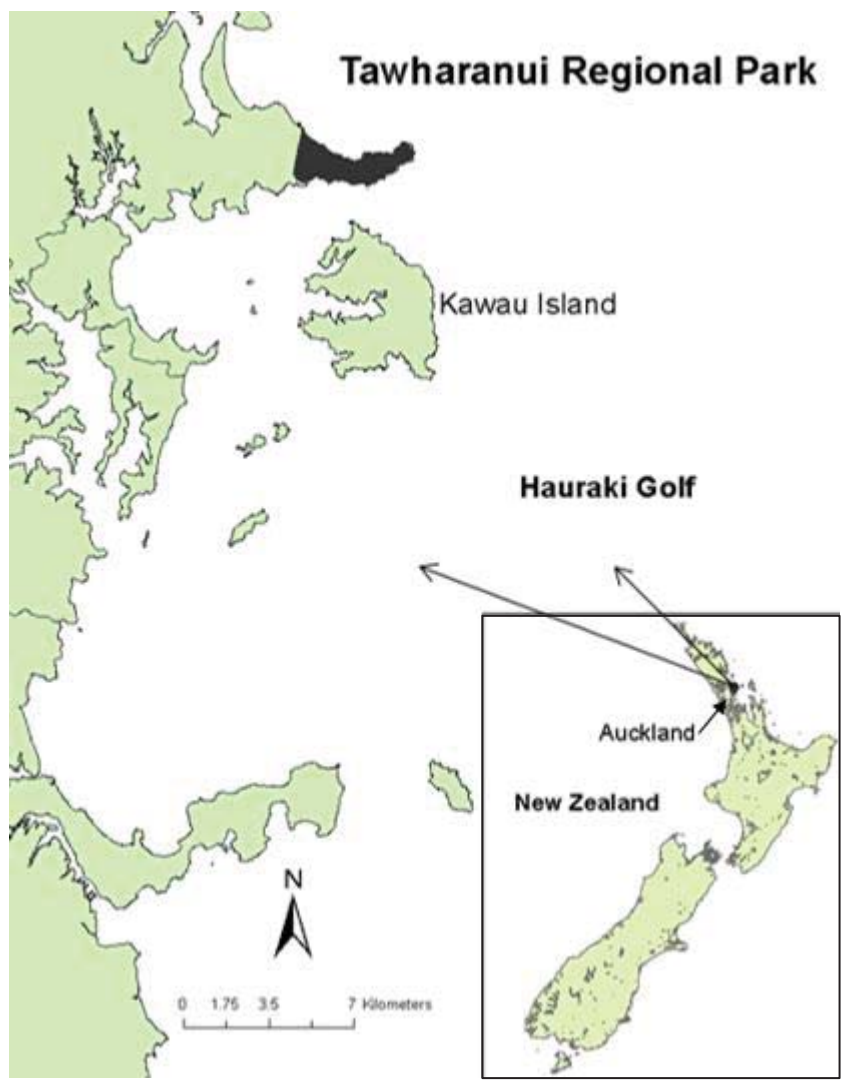 Tawharanui Regional Park
Kawau Island
Hauraki Golf
Auckland
New Zealand
N
0 1.75 3.5 7 Kilometers